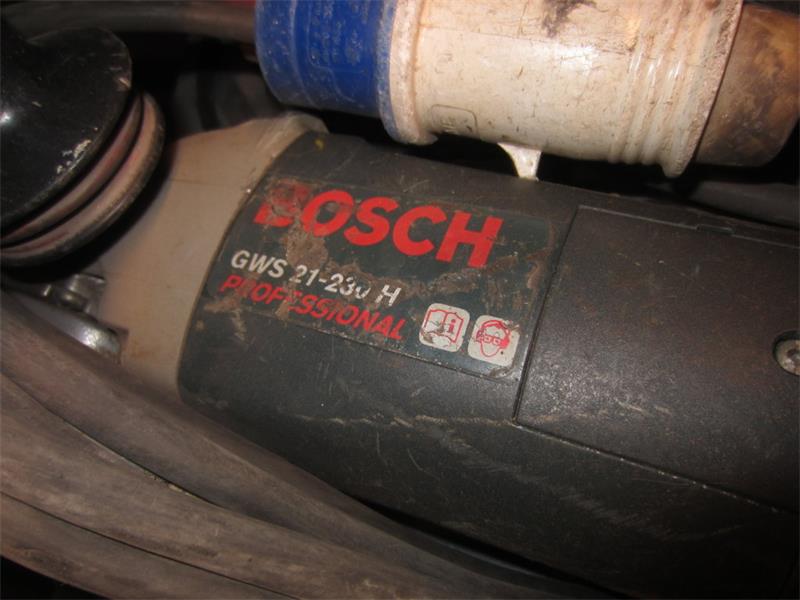 BOSCH
GWS 21-230 H
PROFESSIONAL